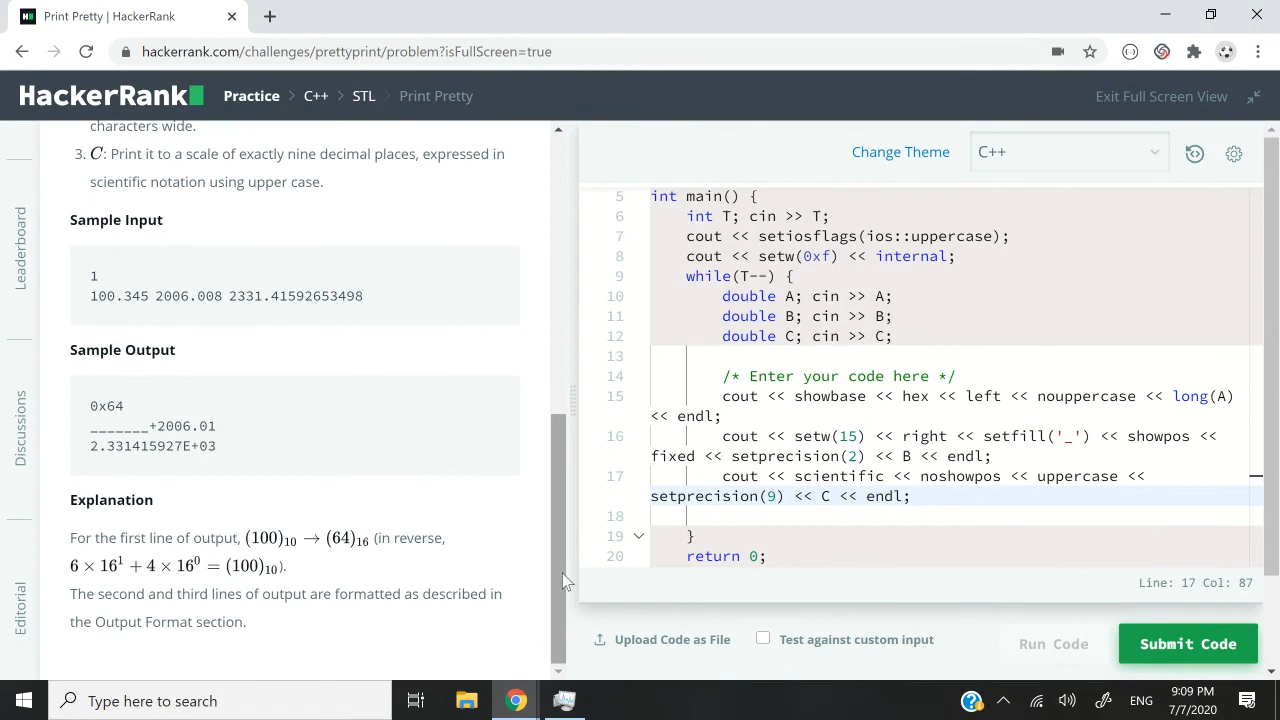 Print Pretty | HackerRank
hackerrank.com/challenges/prettyprint/problem?isFullScreen=true
HackerRank
Practice > C++ > STL > Print Pretty
Exit Full Screen View
Leaderboard
Discussions
Editorial
characters wide.
3. C: Print it to a scale of exactly nine decimal places, expressed in
scientific notation using upper case.
Sample Input
1
100.345 2006.008 2331.41592653498
Sample Output
0x64
_______+2006.01
2.331415927E+03
Explanation
For the first line of output, (100)₁₀ → (64)₁₆ (in reverse,
6 × 16¹ + 4 × 16⁰ = (100)₁₀).
The second and third lines of output are formatted as described in
the Output Format section.
Change Theme
C++
5 int main() {
6 int T; cin >> T;
7 cout << setiosflags(ios::uppercase);
8 cout << setw(0xf) << internal;
9 while(T--) {
10 double A; cin >> A;
11 double B; cin >> B;
12 double C; cin >> C;
13
14 /* Enter your code here */
15 cout << showbase << hex << left << nouppercase << long(A)
<< endl;
16 cout << setw(15) << right << setfill('_') << showpos <<
fixed << setprecision(2) << B << endl;
17 cout << scientific << noshowpos << uppercase <<
setprecision(9) << C << endl;
18
19 }
20 return 0;
Line: 17 Col: 87
Upload Code as File
Test against custom input
Run Code
Submit Code
Type here to search
ENG
9:09 PM
7/7/2020